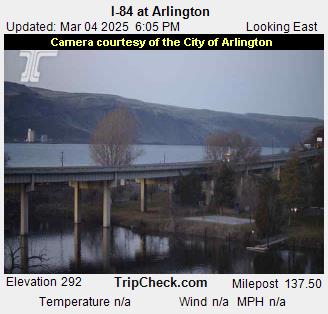 I-84 at Arlington
Updated: Mar 04 2025 6:05 PM Looking East
Camera courtesy of the City of Arlington
Elevation 292 TripCheck.com Milepost 137.50
Temperature n/a Wind n/a MPH n/a